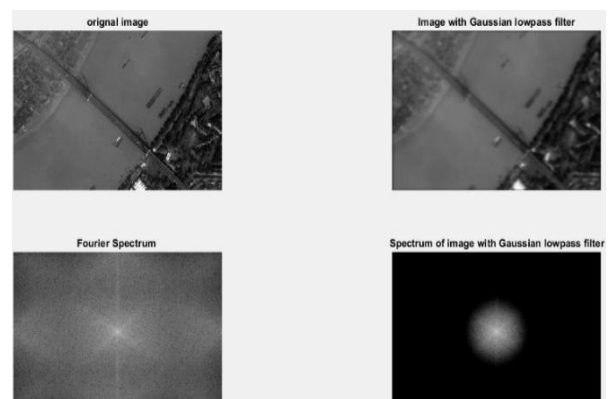 orignal image
Image with Gaussian lowpass filter
Fourier Spectrum
Spectrum of image with Gaussian lowpass filter